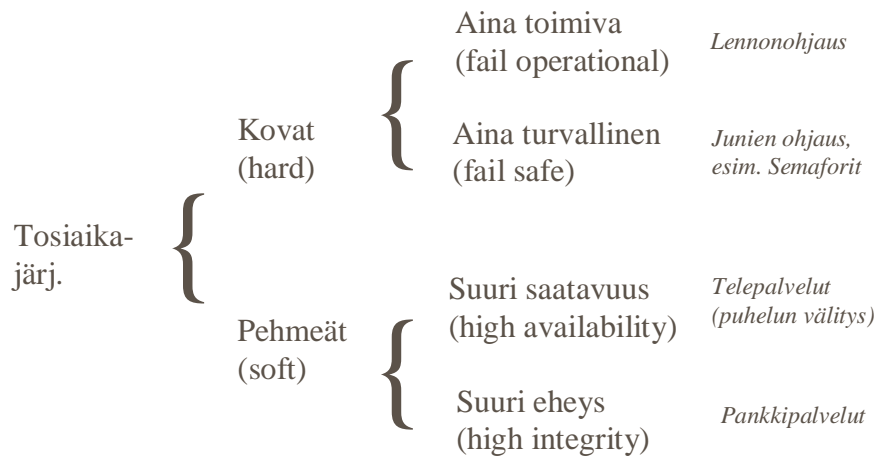 Aina toimiva
(fail operational)
Lennonohjaus
Kovat
(hard)
Aina turvallinen
(fail safe)
Junien ohjaus,
esim. Semaforit
Tosiaika-
järj.
Suuri saatavuus
(high availability)
Telepalvelut
(puhelun välitys)
Pehmeät
(soft)
Suuri eheys
(high integrity)
Pankkipalvelut